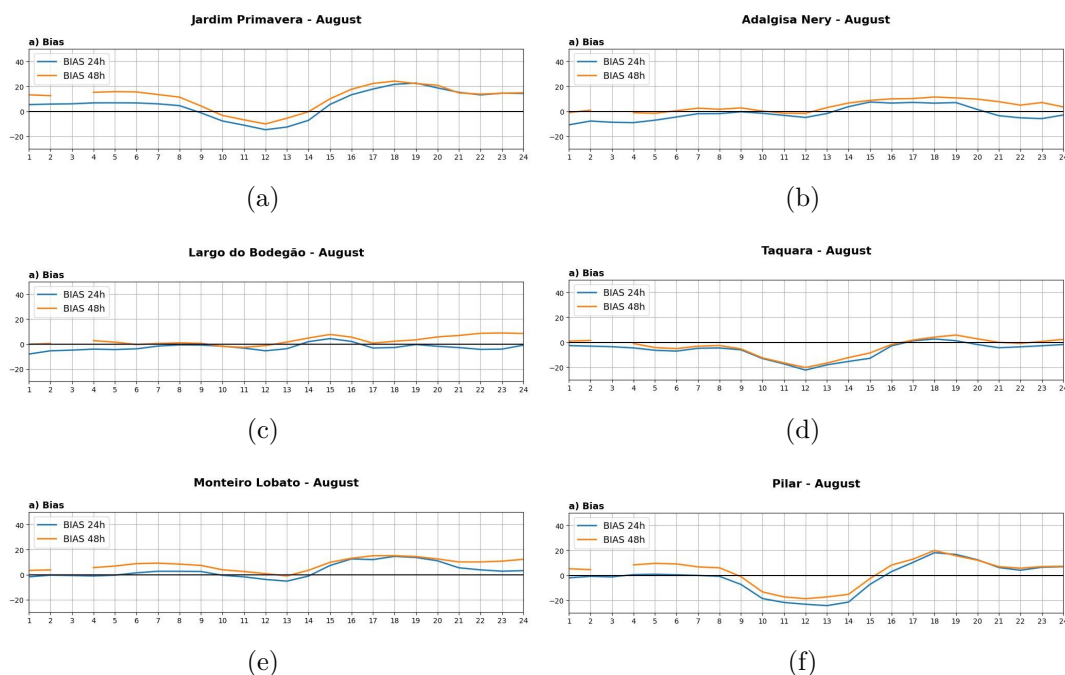 Jardim Primavera - August
a) Bias
BIAS 24h
BIAS 48h
40
20
0
−20
1 2 3 4 5 6 7 8 9 10 11 12 13 14 15 16 17 18 19 20 21 22 23 24
(a)
Adalgisa Nery - August
a) Bias
BIAS 24h
BIAS 48h
40
20
0
−20
1 2 3 4 5 6 7 8 9 10 11 12 13 14 15 16 17 18 19 20 21 22 23 24
(b)
Largo do Bodegão - August
a) Bias
BIAS 24h
BIAS 48h
40
20
0
−20
1 2 3 4 5 6 7 8 9 10 11 12 13 14 15 16 17 18 19 20 21 22 23 24
(c)
Taquara - August
a) Bias
BIAS 24h
BIAS 48h
40
20
0
−20
1 2 3 4 5 6 7 8 9 10 11 12 13 14 15 16 17 18 19 20 21 22 23 24
(d)
Monteiro Lobato - August
a) Bias
BIAS 24h
BIAS 48h
40
20
0
−20
1 2 3 4 5 6 7 8 9 10 11 12 13 14 15 16 17 18 19 20 21 22 23 24
(e)
Pilar - August
a) Bias
BIAS 24h
BIAS 48h
40
20
0
−20
1 2 3 4 5 6 7 8 9 10 11 12 13 14 15 16 17 18 19 20 21 22 23 24
(f)